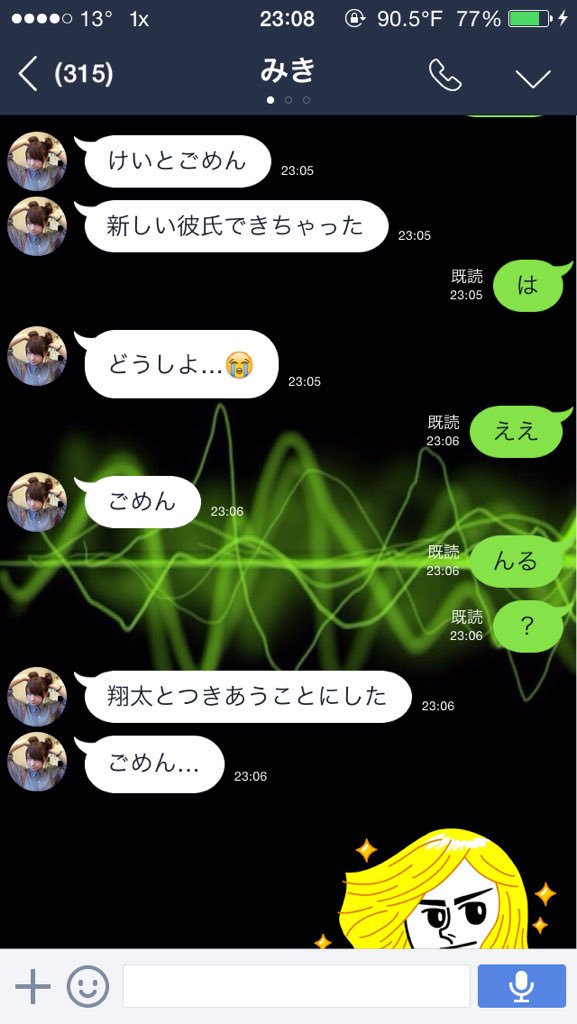 13° 1x 23:08 90.5°F 77%
(315) みき
けいとごめん 23:05
新しい彼氏できちゃった 23:05
既読 23:05 は
どうしよ...😭 23:05
既読 23:06 ええ
ごめん 23:06
既読 23:06 んる
既読 23:06 ?
翔太とつきあうことにした 23:06
ごめん... 23:06